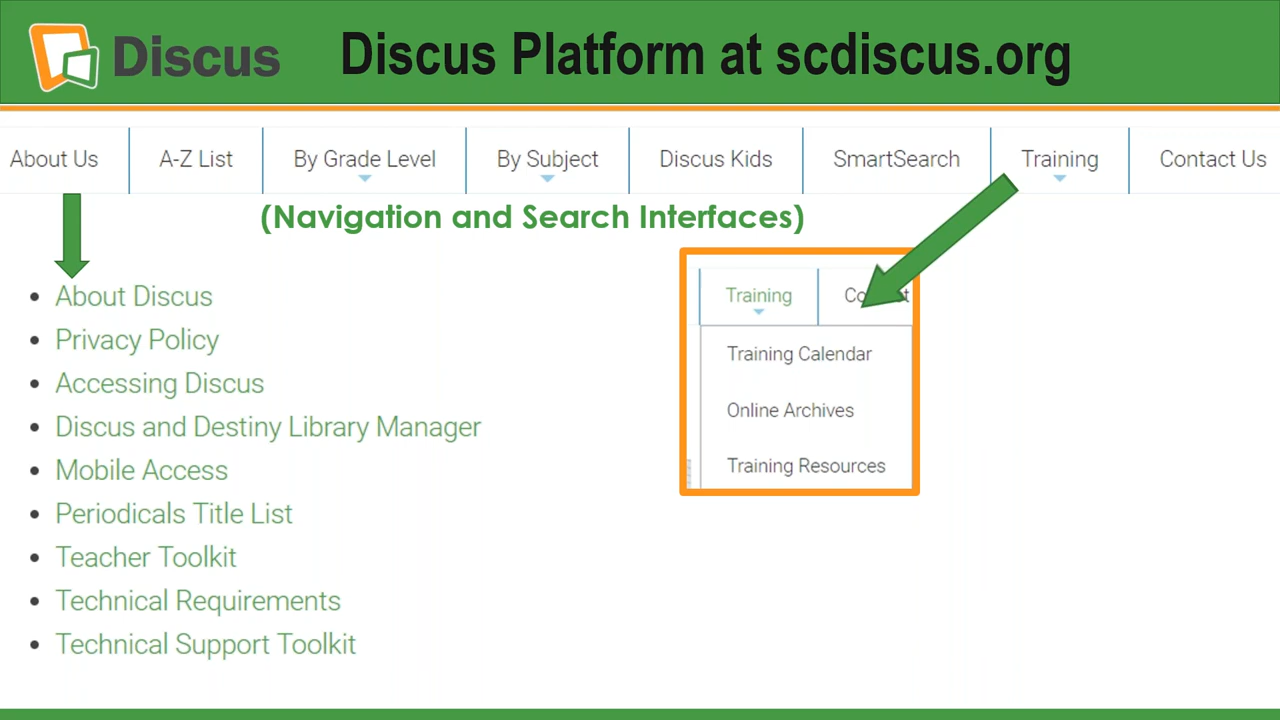 Discus
Discus Platform at scdiscus.org
About Us
A-Z List
By Grade Level
By Subject
Discus Kids
SmartSearch
Training
Contact Us
(Navigation and Search Interfaces)
• About Discus
• Privacy Policy
• Accessing Discus
• Discus and Destiny Library Manager
• Mobile Access
• Periodicals Title List
• Teacher Toolkit
• Technical Requirements
• Technical Support Toolkit
Training
Training Calendar
Online Archives
Training Resources